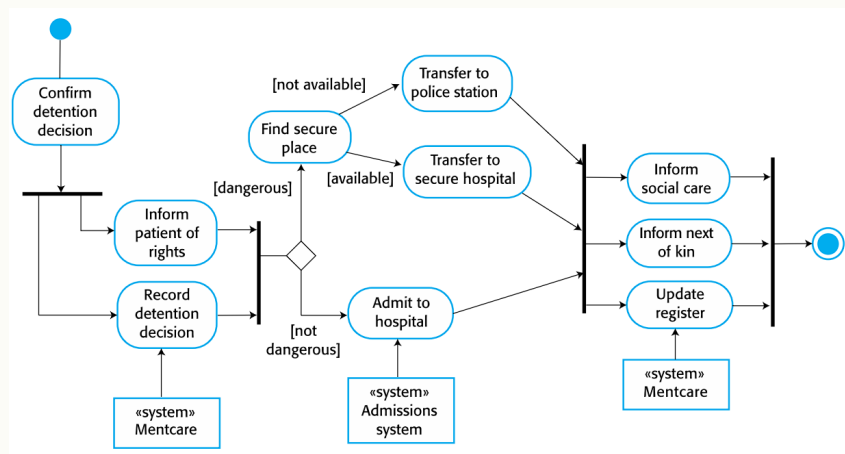 Confirm
detention
decision
Inform
patient of
rights
Record
detention
decision
«system»
Mentcare
[dangerous]
[not
dangerous]
Find secure
place
[not available]
[available]
Transfer to
police station
Transfer to
secure hospital
Admit to
hospital
«system»
Admissions
system
Inform
social care
Inform next
of kin
Update
register
«system»
Mentcare